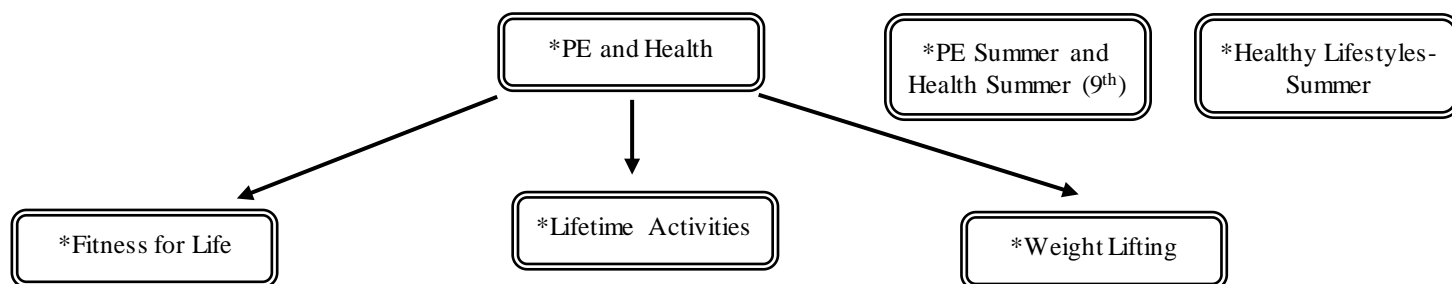 *PE and Health
*PE Summer and
Health Summer (9th)
*Healthy Lifestyles-
Summer
*Fitness for Life
*Lifetime Activities
*Weight Lifting